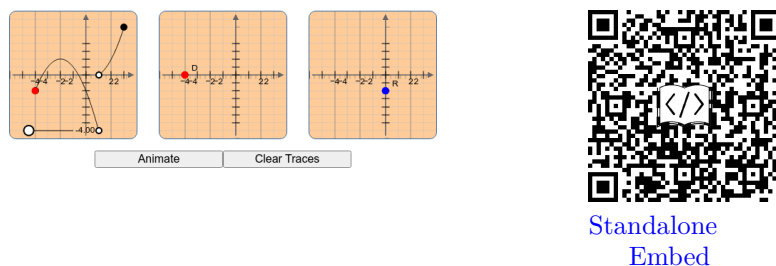 -4-4 -2-2 22
-4.00
D
-4-4 -2-2 22
R
-4-4 -2-2 22
</>
Animate
Clear Traces
Standalone
Embed